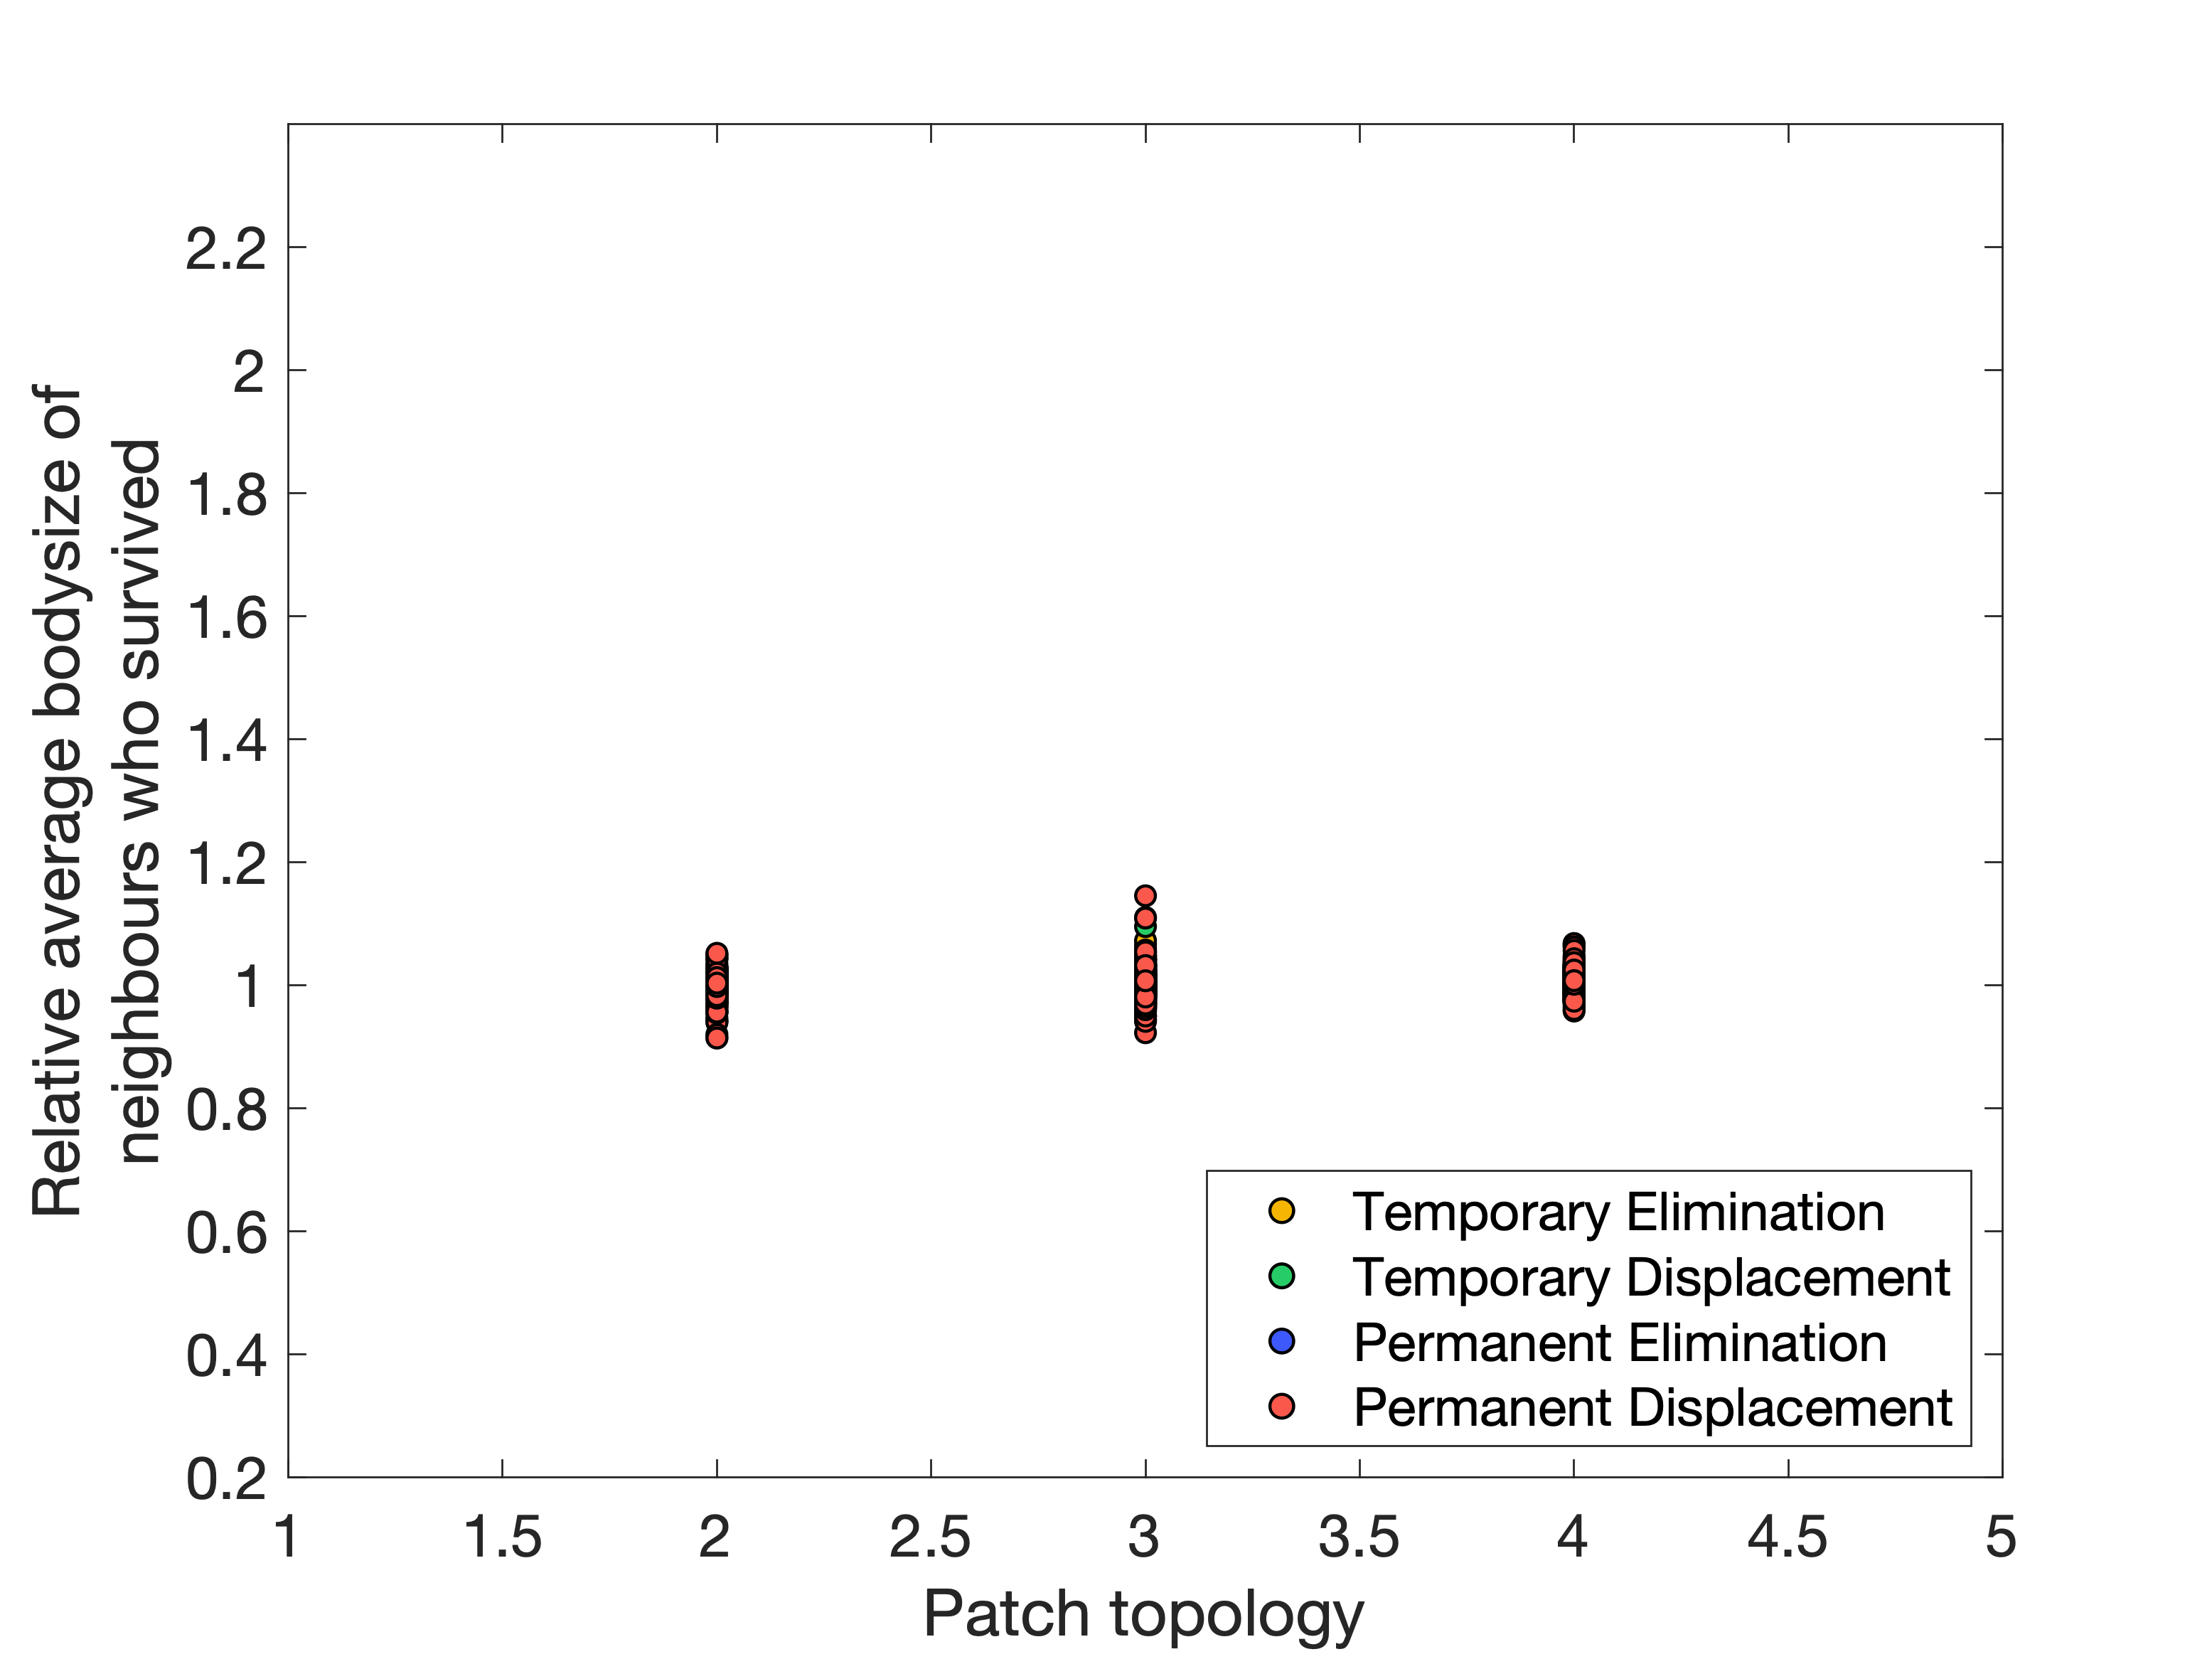 Relative average bodysize of
neighbours who survived
2.2
2
1.8
1.6
1.4
1.2
1
0.8
0.6
0.4
0.2
Temporary Elimination
Temporary Displacement
Permanent Elimination
Permanent Displacement
1 1.5 2 2.5 3 3.5 4 4.5 5
Patch topology